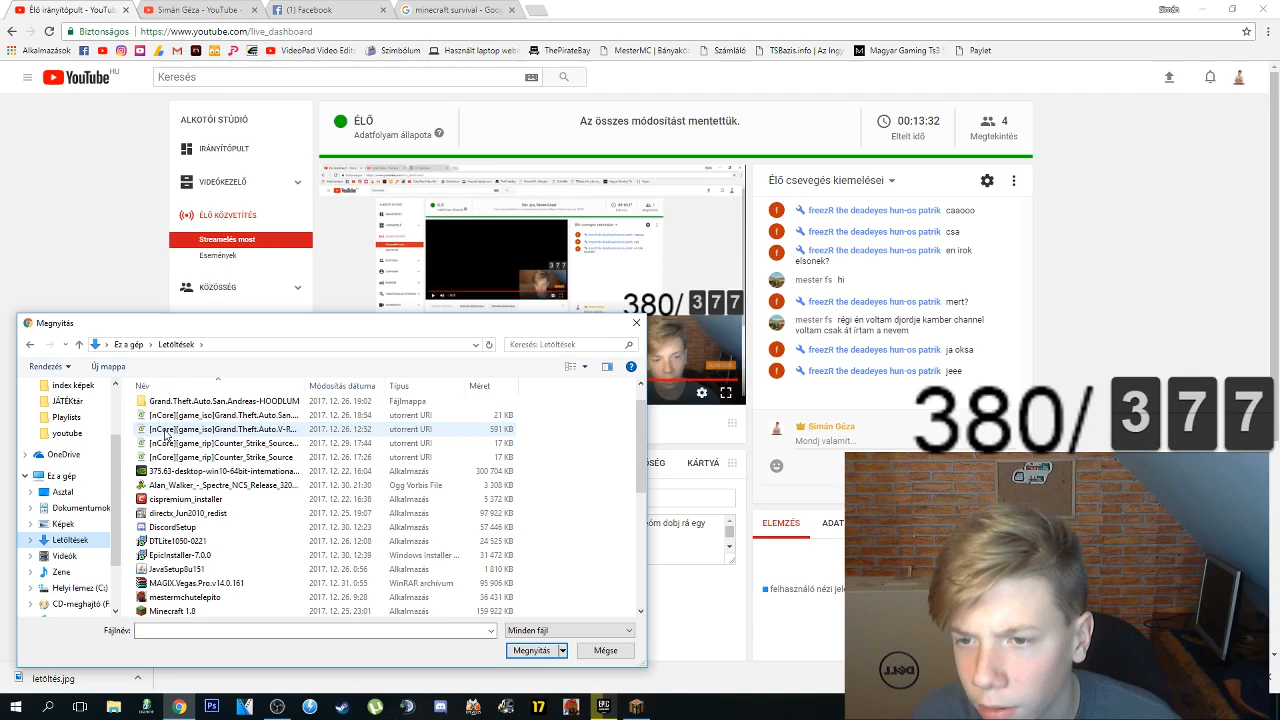 Élő irányítópult - YouTube
Simán Géza - YouTube
(1) Facebook
minecraft survival - Goo
Simán
Biztonságos
https://www.youtube.com/live_dashboard
Alkalmazások
VideoPad Video Edit
Szimbólum
Használt laptop web
ThePirateBay
MesterMC | Bányák
Számláló
TSBazis.info [Az Ingy
Magyar Gaming Ts3
Paylet
YouTube HU
Keresés
ALKOTÓI STÚDIÓ
IRÁNYÍTÓPULT
VIDEÓKEZELŐ
Streamelés most
Események
KÖZÖSSÉG
ÉLŐ
Adatfolyam állapota
Az összes módosítást mentettük.
00:13:32
Eltelt idő
4
Megtekintés
freezR the deadeyes hun-os patrik caaooo
freezR the deadeyes hun-os patrik csa
freezR the deadeyes hun-os patrik en irok
elsonek?
mester fs hi
freezR the deadeyes hun-os patrik mert?
mester fs régi én voltam djordje kamber channel
voltam csak át írtam a nevem
freezR the deadeyes hun-os patrik ja oksa
freezR the deadeyes hun-os patrik jeee
Simán Géza
Mondj valamit...
380/377
380/377
KÁRTYÁ
ELEMZÉS
ADAT
óm dobj rá egy
felhasználó nézi jele
Megnyitás
Ez a gép
Letöltések
Keresés: Letöltések
Rendezés
Új mappa
Név
Módosítás dátuma
Típus
Méret
index képek
JÁTÉKtár
Playlists
youtube
OneDrive
Ez a gép
Asztal
Dokumentumok
Képek
Letöltések
Videók
Zene
Helyi lemez (C:)
CD-meghajtó (F
Grand.Theft.Auto.San.Andreas-HOODLUM 2017. 12. 26. 19:02 Fájlmappa
[nCore][game_iso]Grand.Theft.Auto.San... 2017. 12. 26. 18:54 utorrent URI 21 KB
[nCore][game_iso]Grand.Theft.Auto.V-R... 2017. 12. 26. 12:52 utorrent URI 591 KB
[nCore][game_rip]Counter_Strike_Source... 2017. 12. 29. 17:44 utorrent URI 17 KB
[nCore][game_rip]Counter_Strike_Source 2017. 12. 26. 17:26 utorrent URI 17 KB
375.63-desktop-win10-64bit-internationa... 2017. 12. 22. 16:04 Alkalmazás 300 704 KB
Alan_Walker_-_Spectre_NCS_Release_320... 2017. 12. 30. 21:30 Ogg Vorbis File 3 308 KB
cispremium_installer 2017. 12. 22. 16:38 Alkalmazás 5 372 KB
directx_Jun2010_redist 2017. 12. 25. 19:07 Alkalmazás 97 922 KB
DiscordSetup 2017. 12. 30. 12:23 Alkalmazás 57 446 KB
DTLite1050-0221 2017. 12. 26. 12:08 Alkalmazás 24 525 KB
EpicInstaller-7.0.0 2017. 12. 30. 12:39 Windows Installer ... 31 472 KB
JavaSetup8u151 2017. 12. 26. 0:56 Alkalmazás 1 810 KB
MAGIX.Vegas.Pro.v14.0.161 2017. 12. 31. 0:55 WinRAR archívum 95 906 KB
mestermchutelepito 2017. 12. 26. 9:28 Alkalmazás 36 431 KB
Minecraft 1.8 2017. 12. 25. 23:01 Alkalmazás 159 922 KB
Fájlnév:
Minden fájl
Megnyitás
Mégse
letöltés.jpg
DELL